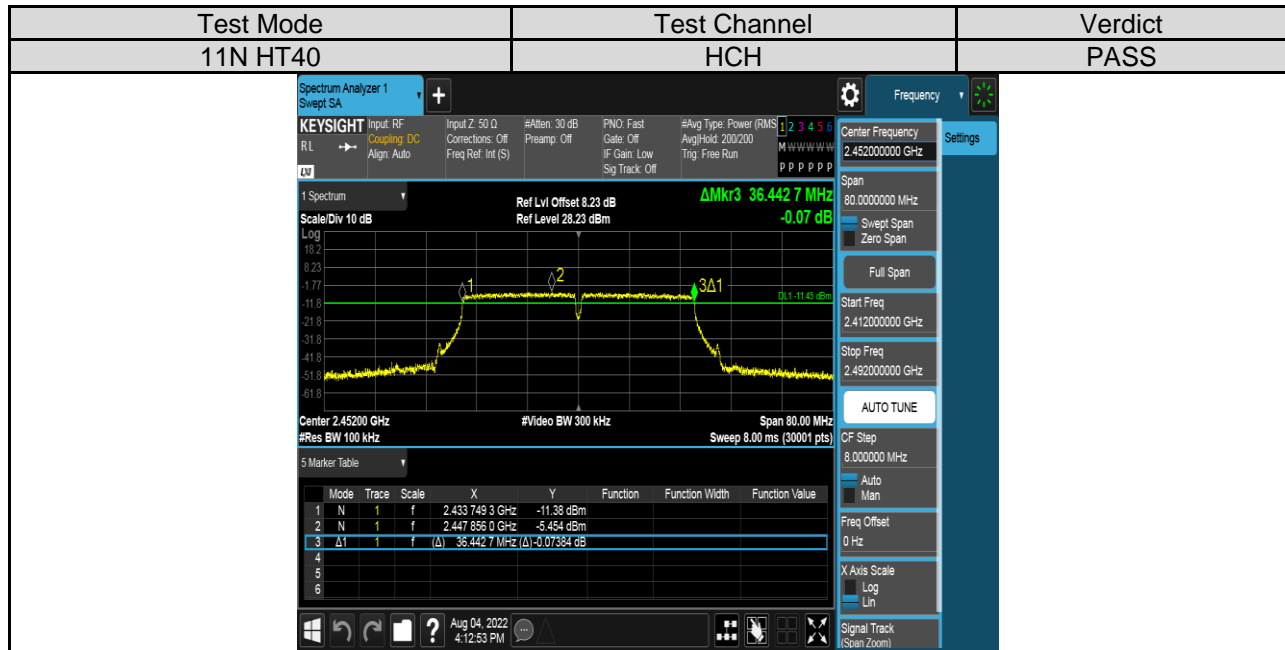 Test Mode Test Channel Verdict
11N HT40 HCH PASS
Spectrum Analyzer 1
Swept SA
+
Frequency
KEYSIGHT Input: RF Input Z: 50 Ω #Atten: 30 dB PNO: Fast #Avg Type: Power (RMS 1 2 3 4 5 6
RL Coupling: DC Corrections: Off Preamp: Off Gate: Off Avg|Hold: 200/200 M W W W W W
Align: Auto Freq Ref: Int (S) IF Gain: Low Trig: Free Run
LXI Sig Track: Off P P P P P P
Center Frequency
2.452000000 GHz
Settings
1 Spectrum
Ref Lvl Offset 8.23 dB
ΔMkr3 36.442 7 MHz
Scale/Div 10 dB Ref Level 28.23 dBm -0.07 dB
Log
18.2
8.23
-1.77
-11.8
-21.8
-31.8
-41.8
-51.8
-61.8
1
2
3Δ1
DL1 -11.45 dBm
Center 2.45200 GHz #Video BW 300 kHz Span 80.00 MHz
#Res BW 100 kHz Sweep 8.00 ms (30001 pts)
Span
80.0000000 MHz
Swept Span
Zero Span
Full Span
Start Freq
2.412000000 GHz
Stop Freq
2.492000000 GHz
AUTO TUNE
CF Step
8.000000 MHz
Auto
Man
Freq Offset
0 Hz
X Axis Scale
Log
Lin
Signal Track
(Span Zoom)
5 Marker Table
Mode Trace Scale X Y Function Function Width Function Value
1 N 1 f 2.433 749 3 GHz -11.38 dBm
2 N 1 f 2.447 856 0 GHz -5.454 dBm
3 Δ1 1 f (Δ) 36.442 7 MHz (Δ) -0.07384 dB
4
5
6
? Aug 04, 2022
4:12:53 PM